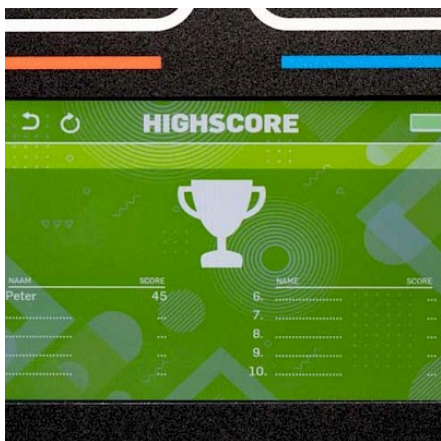 HIGHSCORE
NAAM SCORE
Peter 45
NAME SCORE
6. ....................
7. ....................
8. ....................
9. ....................
10. ....................